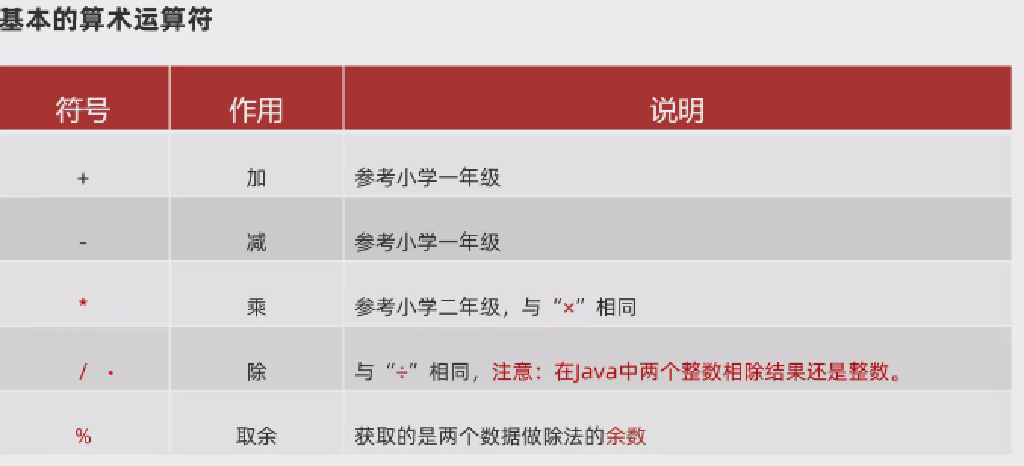 基本的算术运算符
符号 作用 说明
+ 加 参考小学一年级
- 减 参考小学一年级
* 乘 参考小学二年级，与“×”相同
/ 除 与“÷”相同，注意：在Java中两个整数相除结果还是整数。
% 取余 获取的是两个数据做除法的余数